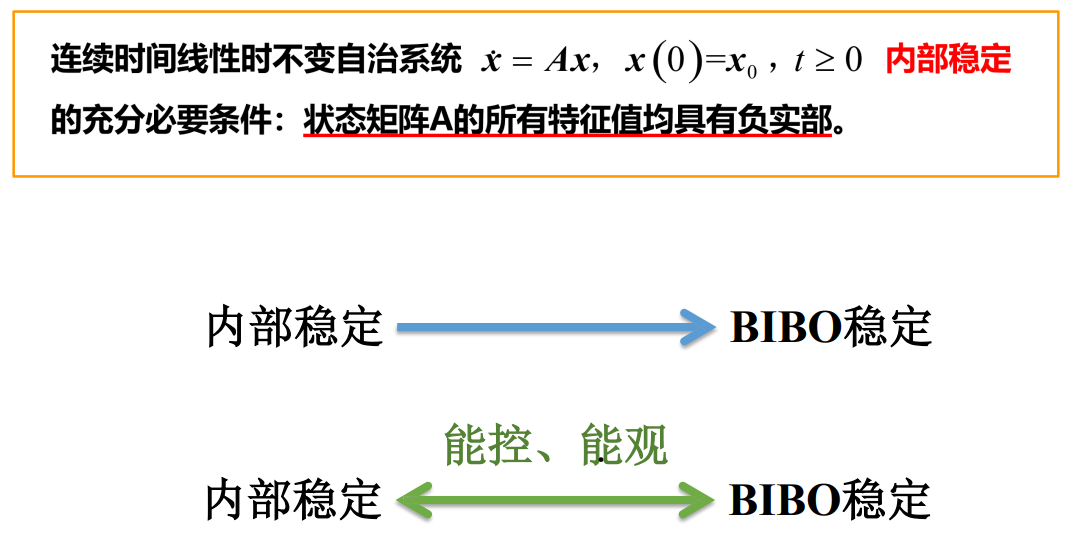 连续时间线性时不变自治系统 ẋ = Ax, x(0)=x₀ , t ≥ 0 内部稳定
的充分必要条件：状态矩阵A的所有特征值均具有负实部。
内部稳定 BIBO稳定
能控、能观
内部稳定 BIBO稳定